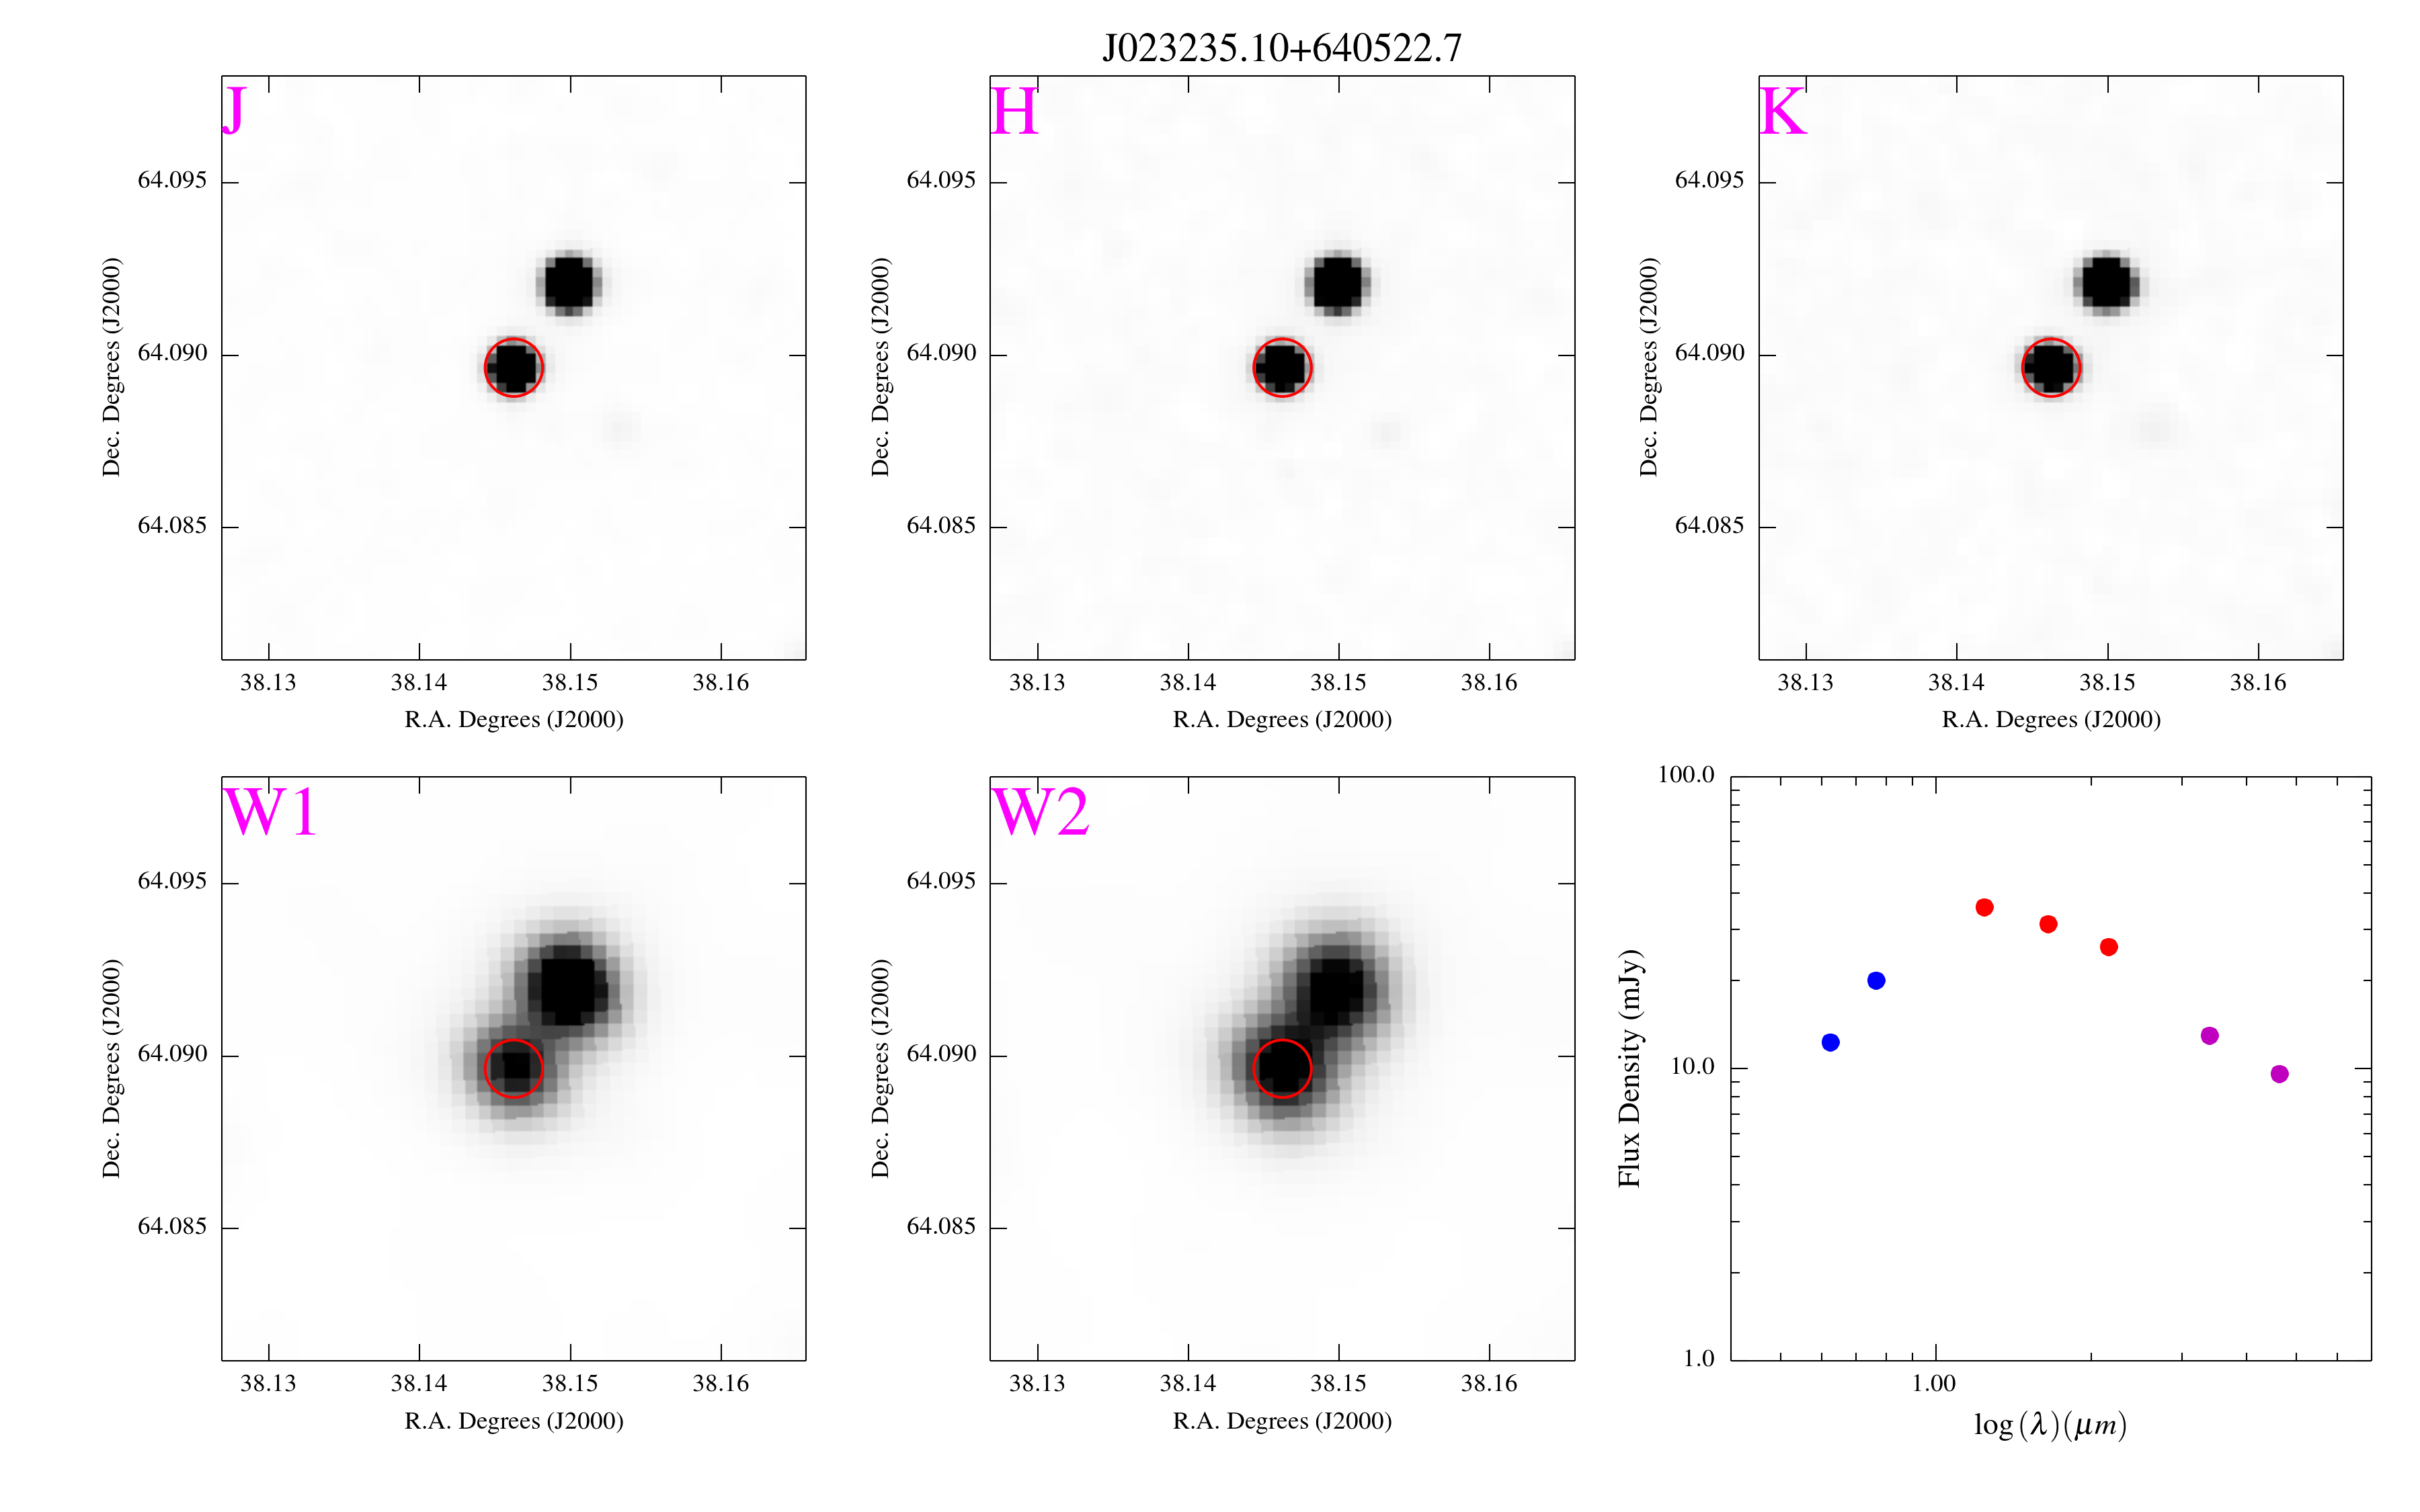 J023235.10+640522.7
J
64.095
64.090
64.085
Dec. Degrees (J2000)
38.13 38.14 38.15 38.16
R.A. Degrees (J2000)
H
64.095
64.090
64.085
Dec. Degrees (J2000)
38.13 38.14 38.15 38.16
R.A. Degrees (J2000)
K
64.095
64.090
64.085
Dec. Degrees (J2000)
38.13 38.14 38.15 38.16
R.A. Degrees (J2000)
W1
64.095
64.090
64.085
Dec. Degrees (J2000)
38.13 38.14 38.15 38.16
R.A. Degrees (J2000)
W2
64.095
64.090
64.085
Dec. Degrees (J2000)
38.13 38.14 38.15 38.16
R.A. Degrees (J2000)
100.0
10.0
1.0
Flux Density (mJy)
1.00
log(λ)(μm)